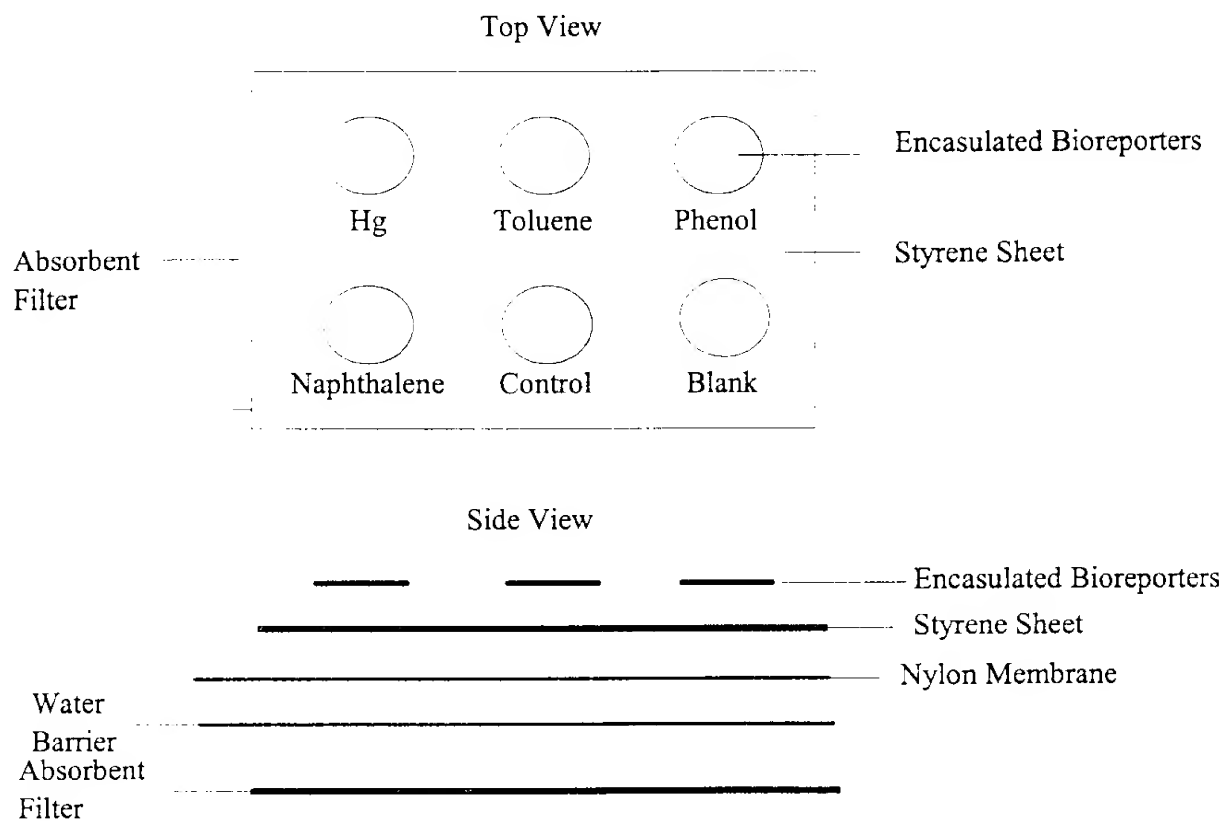 Top View
Encasulated Bioreporters
Hg Toluene Phenol
Absorbent
Filter
Styrene Sheet
Naphthalene Control Blank
Side View
Encasulated Bioreporters
Styrene Sheet
Nylon Membrane
Water
Barrier
Absorbent
Filter